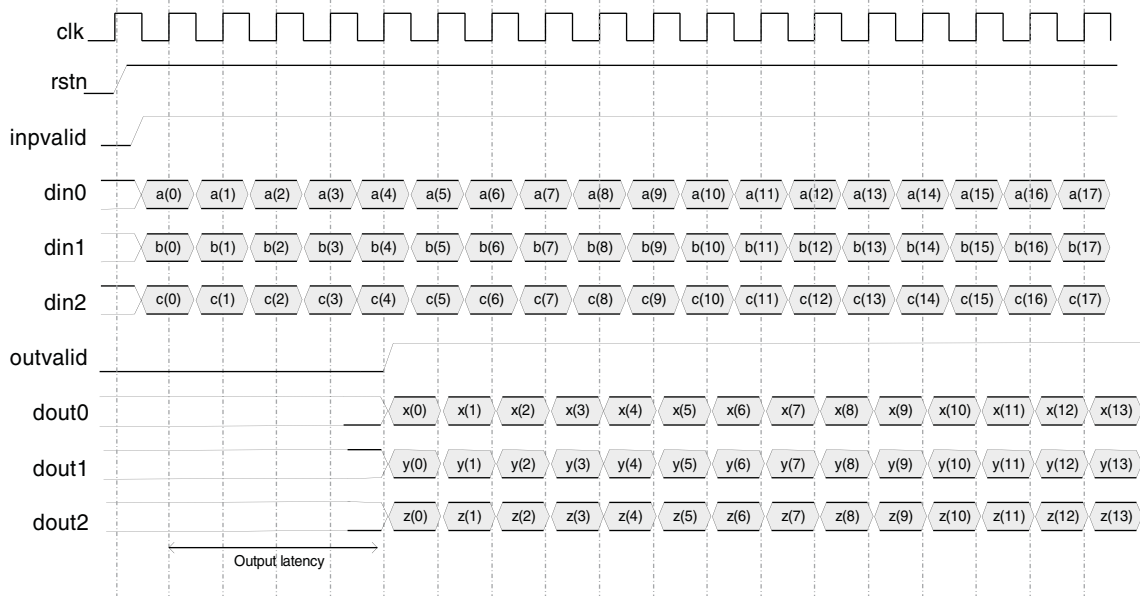 clk
rstn
inpvalid
din0 a(0) a(1) a(2) a(3) a(4) a(5) a(6) a(7) a(8) a(9) a(10) a(11) a(12) a(13) a(14) a(15) a(16) a(17)
din1 b(0) b(1) b(2) b(3) b(4) b(5) b(6) b(7) b(8) b(9) b(10) b(11) b(12) b(13) b(14) b(15) b(16) b(17)
din2 c(0) c(1) c(2) c(3) c(4) c(5) c(6) c(7) c(8) c(9) c(10) c(11) c(12) c(13) c(14) c(15) c(16) c(17)
outvalid
dout0 x(0) x(1) x(2) x(3) x(4) x(5) x(6) x(7) x(8) x(9) x(10) x(11) x(12) x(13)
dout1 y(0) y(1) y(2) y(3) y(4) y(5) y(6) y(7) y(8) y(9) y(10) y(11) y(12) y(13)
dout2 z(0) z(1) z(2) z(3) z(4) z(5) z(6) z(7) z(8) z(9) z(10) z(11) z(12) z(13)
Output latency